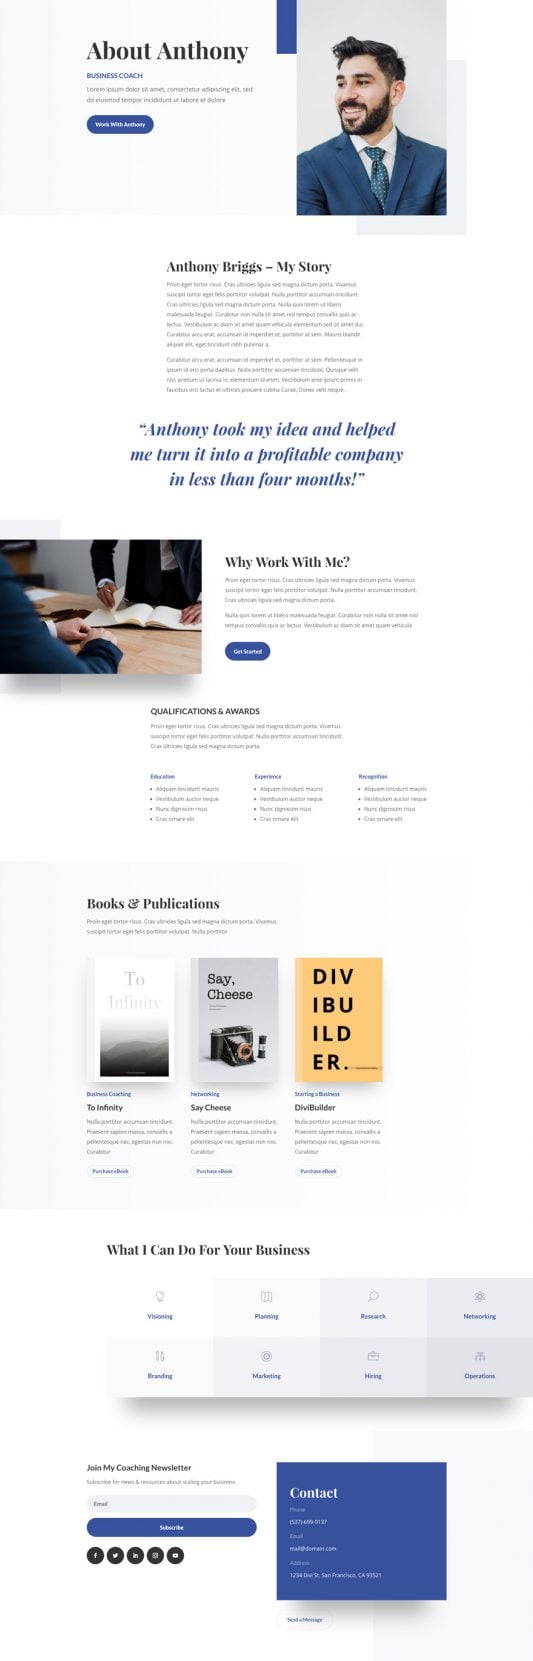 About Anthony
BUSINESS COACH
Lorem ipsum dolor sit amet, consectetur adipiscing elit, sed
do eiusmod tempor incididunt ut labore et dolore
Work With Anthony
Anthony Briggs – My Story
Proin eget tortor risus. Cras ultricies ligula sed magna dictum porta. Vivamus
suscipit tortor eget felis porttitor volutpat. Nulla porttitor accumsan tincidunt.
Cras ultricies ligula sed magna dictum porta. Nulla quis lorem ut libero
malesuada feugiat. Curabitur non nulla sit amet nisl tempus convallis quis ac
lectus. Vestibulum ac diam sit amet quam vehicula elementum sed sit amet dui.
Curabitur arcu erat, accumsan id imperdiet et, porttitor at sem. Mauris blandit
aliquet elit, eget tincidunt nibh pulvinar a.
Curabitur arcu erat, accumsan id imperdiet et, porttitor at sem. Pellentesque in
ipsum id orci porta dapibus. Nulla porttitor accumsan tincidunt. Quisque velit
nisi, pretium ut lacinia in, elementum id enim. Vestibulum ante ipsum primis in
faucibus orci luctus et ultrices posuere cubilia Curae; Donec velit neque.
“Anthony took my idea and helped
me turn it into a profitable company
in less than four months!”
Why Work With Me?
Proin eget tortor risus. Cras ultricies ligula sed magna dictum porta. Vivamus
suscipit tortor eget felis porttitor volutpat. Nulla porttitor accumsan tincidunt.
Cras ultricies ligula sed magna dictum porta.
Nulla quis lorem ut libero malesuada feugiat. Curabitur non nulla sit amet nisl
tempus convallis quis ac lectus. Vestibulum ac diam sit amet quam vehicula
Get Started
QUALIFICATIONS & AWARDS
Proin eget tortor risus. Cras ultricies ligula sed magna dictum porta. Vivamus
suscipit tortor eget felis porttitor volutpat. Nulla porttitor accumsan tincidunt.
Cras ultricies ligula sed magna dictum porta.
Education
Aliquam tincidunt mauris
Vestibulum auctor neque
Nunc dignissim risus
Cras ornare elit
Experience
Aliquam tincidunt mauris
Vestibulum auctor neque
Nunc dignissim risus
Cras ornare elit
Recognition
Aliquam tincidunt mauris
Vestibulum auctor neque
Nunc dignissim risus
Cras ornare elit
Books & Publications
Proin eget tortor risus. Cras ultricies ligula sed magna dictum porta. Vivamus
suscipit tortor eget felis porttitor volutpat. Nulla porttitor
To
Infinity
Business Coaching
To Infinity
Nulla porttitor accumsan tincidunt.
Praesent sapien massa, convallis a
pellentesque nec, egestas non nisi.
Curabitur
Purchase eBook
Say,
Cheese
Networking
Say Cheese
Nulla porttitor accumsan tincidunt.
Praesent sapien massa, convallis a
pellentesque nec, egestas non nisi.
Curabitur
Purchase eBook
DIV
IBU
ILD
ER.
Starting a Business
DiviBuilder
Nulla porttitor accumsan tincidunt.
Praesent sapien massa, convallis a
pellentesque nec, egestas non nisi.
Curabitur
Purchase eBook
What I Can Do For Your Business
Visioning
Planning
Research
Networking
Branding
Marketing
Hiring
Operations
Join My Coaching Newsletter
Subscribe for news & resources about scaling your business
Email
Subscribe
Contact
Phone
(537)-699-9137
Email
mail@domain.com
Address
1234 Divi St. San Francisco, CA 93521
Send a Message